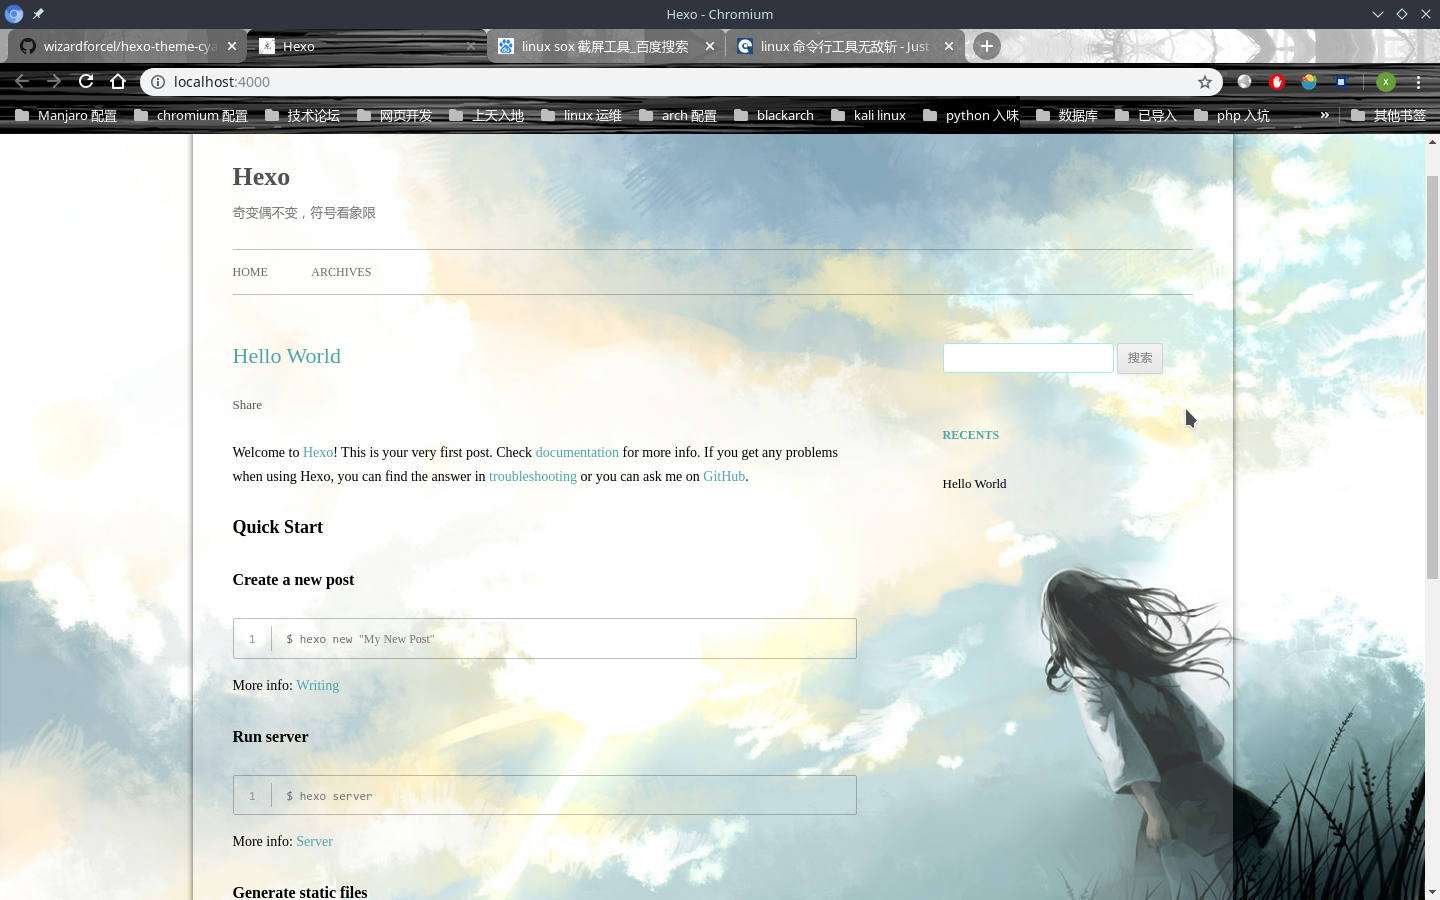 Hexo - Chromium
wizardforcel/hexo-theme-cya
Hexo
linux sox 截屏工具_百度搜索
linux 命令行工具无敌斩 - Just
localhost:4000
x
Manjaro 配置
chromium 配置
技术论坛
网页开发
上天入地
linux 运维
arch 配置
blackarch
kali linux
python 入味
数据库
已导入
php 入坑
»
其他书签
Hexo
奇变偶不变，符号看象限
HOME
ARCHIVES
Hello World
搜索
Share
RECENTS
Welcome to Hexo! This is your very first post. Check documentation for more info. If you get any problems
when using Hexo, you can find the answer in troubleshooting or you can ask me on GitHub.
Hello World
Quick Start
Create a new post
1 $ hexo new "My New Post"
More info: Writing
Run server
1 $ hexo server
More info: Server
Generate static files